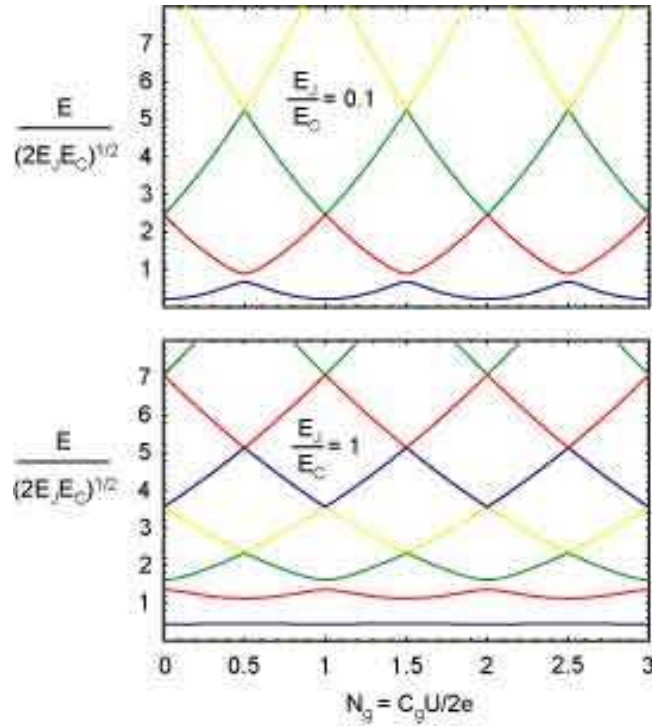 7
6
5
4
3
2
1
E
(2E_J E_C)^1/2
E_J
E_C
= 0.1
7
6
5
4
3
2
1
E
(2E_J E_C)^1/2
E_J
E_C
= 1
0 0.5 1 1.5 2 2.5 3
N_g = C_gU/2e